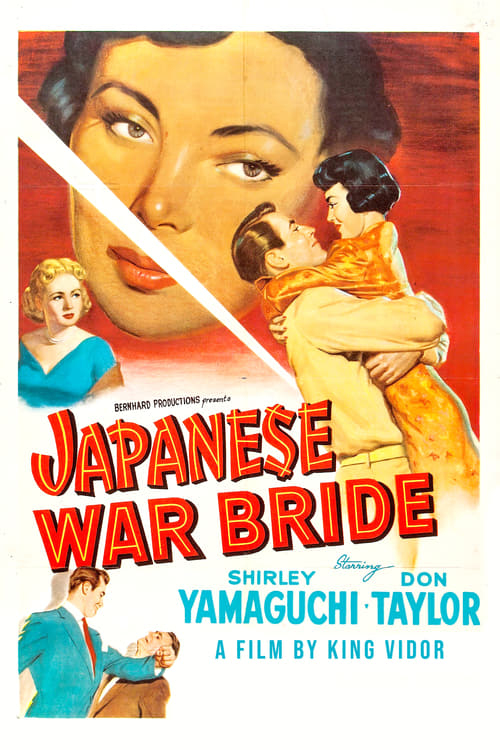 BERNHARD PRODUCTIONS presents
JAPANESE
WAR BRIDE
Starring
SHIRLEY DON
YAMAGUCHI · TAYLOR
A FILM BY KING VIDOR